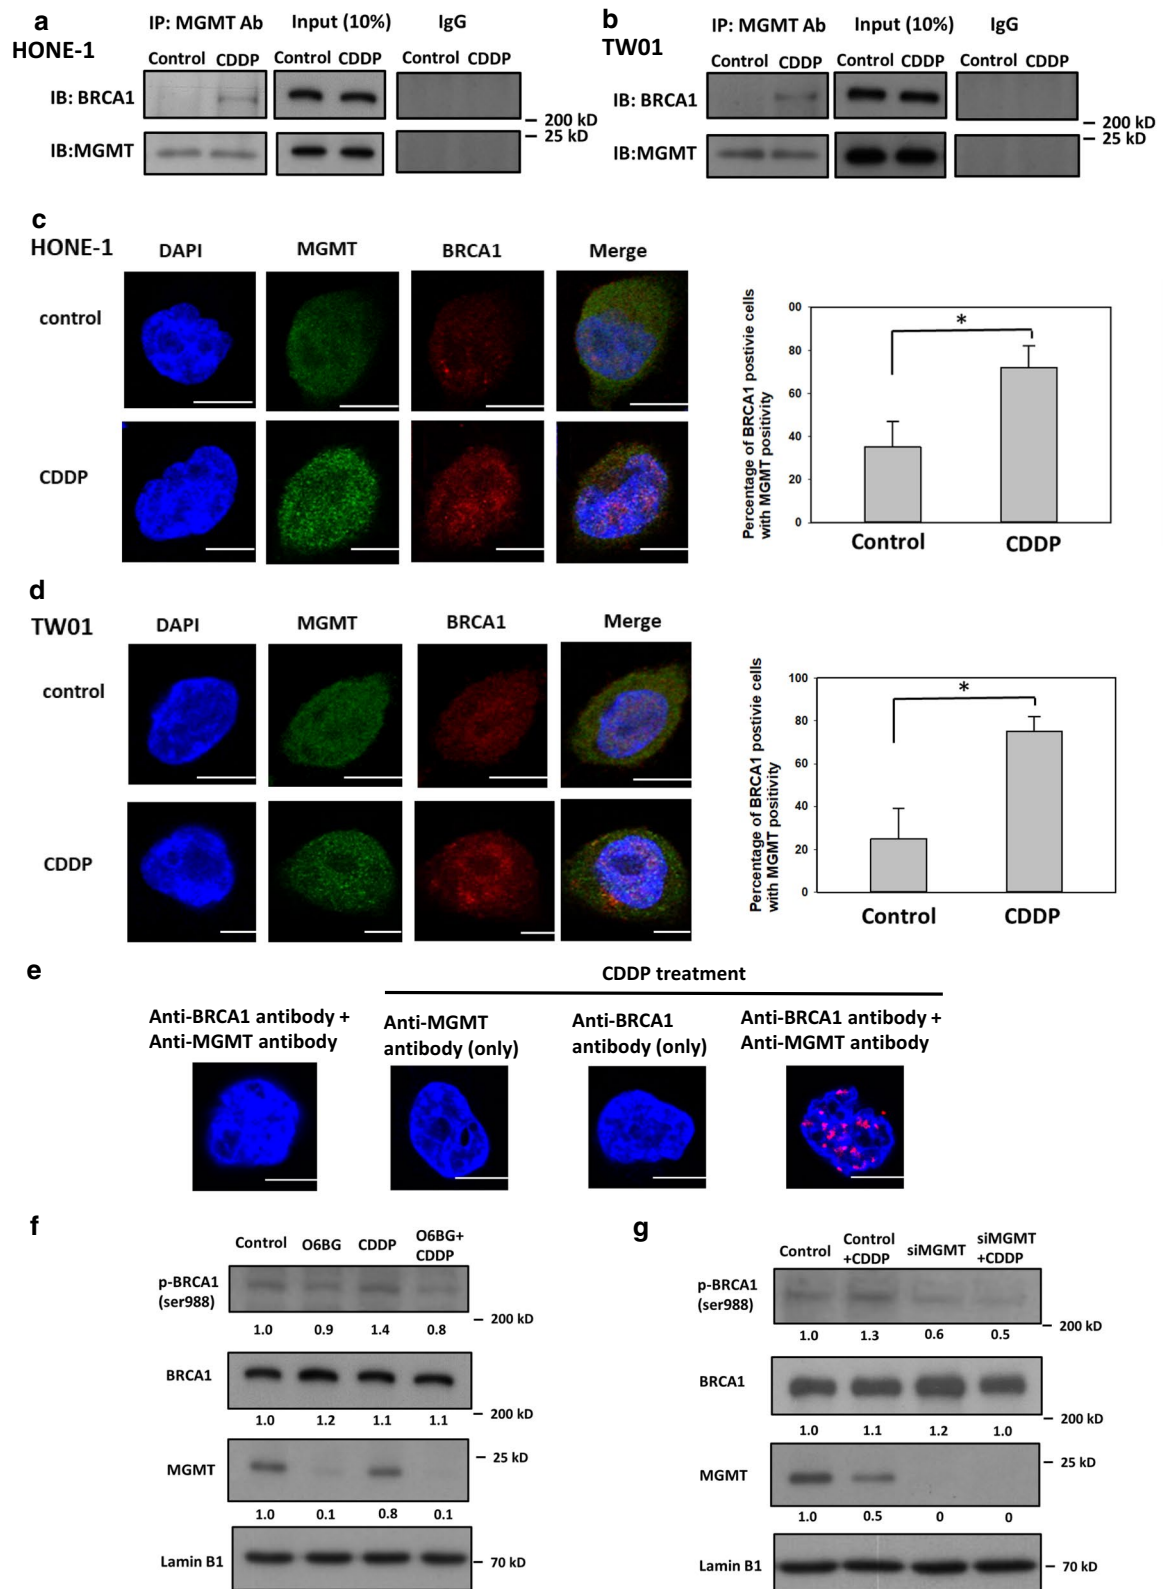 a
HONE-1
IP: MGMT Ab Input (10%) IgG
Control CDDP Control CDDP Control CDDP
IB: BRCA1
200 kD
25 kD
IB:MGMT
b
TW01
IP: MGMT Ab Input (10%) IgG
Control CDDP Control CDDP Control CDDP
IB: BRCA1
200 kD
25 kD
IB:MGMT
c
HONE-1
DAPI MGMT BRCA1 Merge
control
CDDP
Percentage of BRCA1 postivie cells
with MGMT positivity
00
80
60
40
20
0
*
Control CDDP
d
TW01
DAPI MGMT BRCA1 Merge
control
CDDP
Percentage of BRCA1 postivie cells
with MGMT positivity
100
80
60
40
20
0
*
Control CDDP
e
CDDP treatment
Anti-BRCA1 antibody +
Anti-MGMT antibody
Anti-MGMT
antibody (only)
Anti-BRCA1
antibody (only)
Anti-BRCA1 antibody +
Anti-MGMT antibody
f
Control O6BG CDDP O6BG+
CDDP
p-BRCA1
(ser988)
200 kD
1.0 0.9 1.4 0.8
BRCA1
200 kD
1.0 1.2 1.1 1.1
25 kD
MGMT
1.0 0.1 0.8 0.1
Lamin B1
70 kD
g
Control Control
+CDDP siMGMT siMGMT
+CDDP
p-BRCA1
(ser988)
200 kD
1.0 1.3 0.6 0.5
BRCA1
200 kD
1.0 1.1 1.2 1.0
25 kD
MGMT
1.0 0.5 0 0
Lamin B1
70 kD